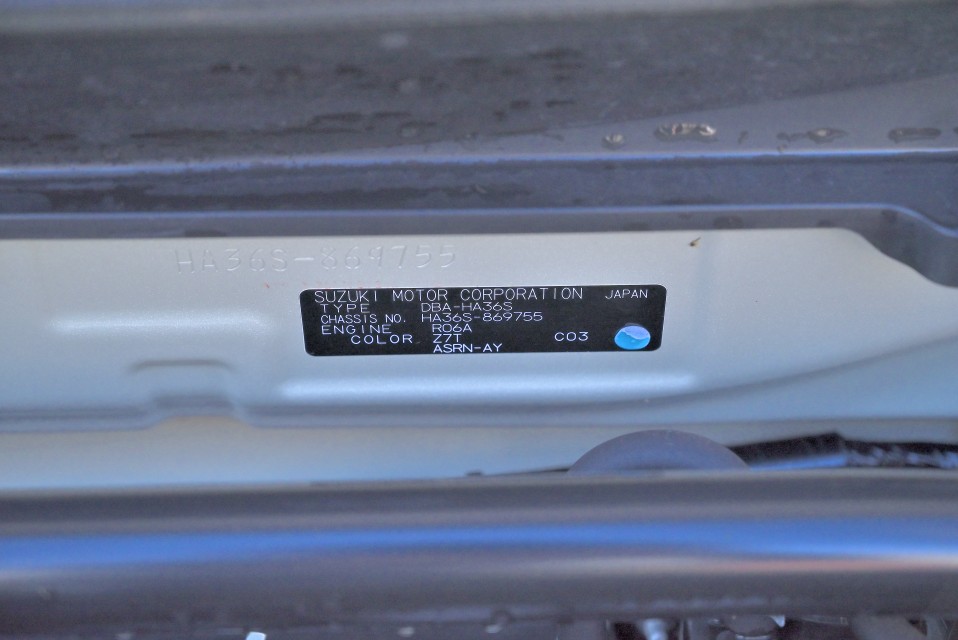 HA36S-869755
SUZUKI MOTOR CORPORATION JAPAN
TYPE DBA-HA36S
CHASSIS NO. HA36S-869755
ENGINE R06A
COLOR Z7T C03
ASRN-AY